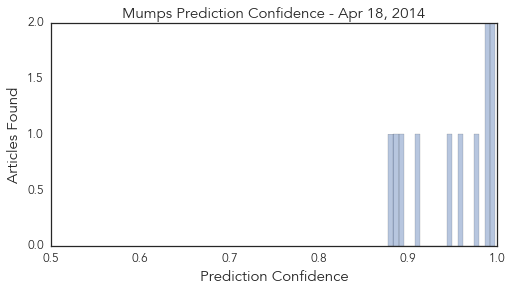 Mumps Prediction Confidence - Apr 18, 2014
2.0
1.5
1.0
0.5
0.0
Articles Found
0.5 0.6 0.7 0.8 0.9 1.0
Prediction Confidence